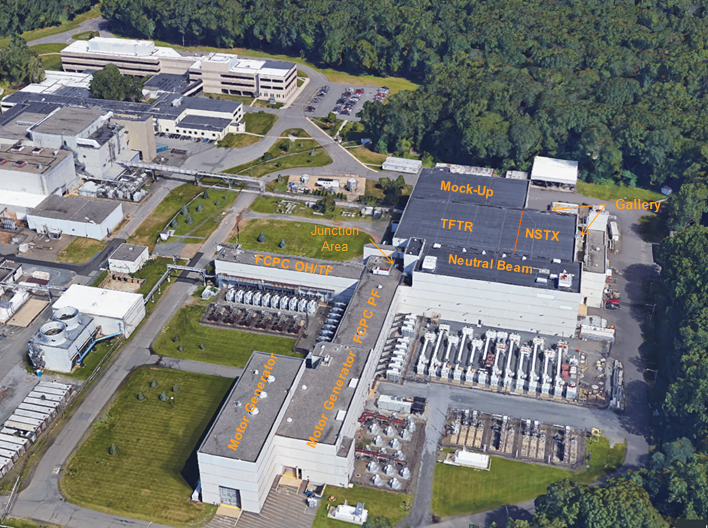 Mock-Up
Gallery
TFTR
NSTX
Junction
Area
Neutral Beam
FCPC OH/TF
FCPC PF
Motor Generator
Motor Generator